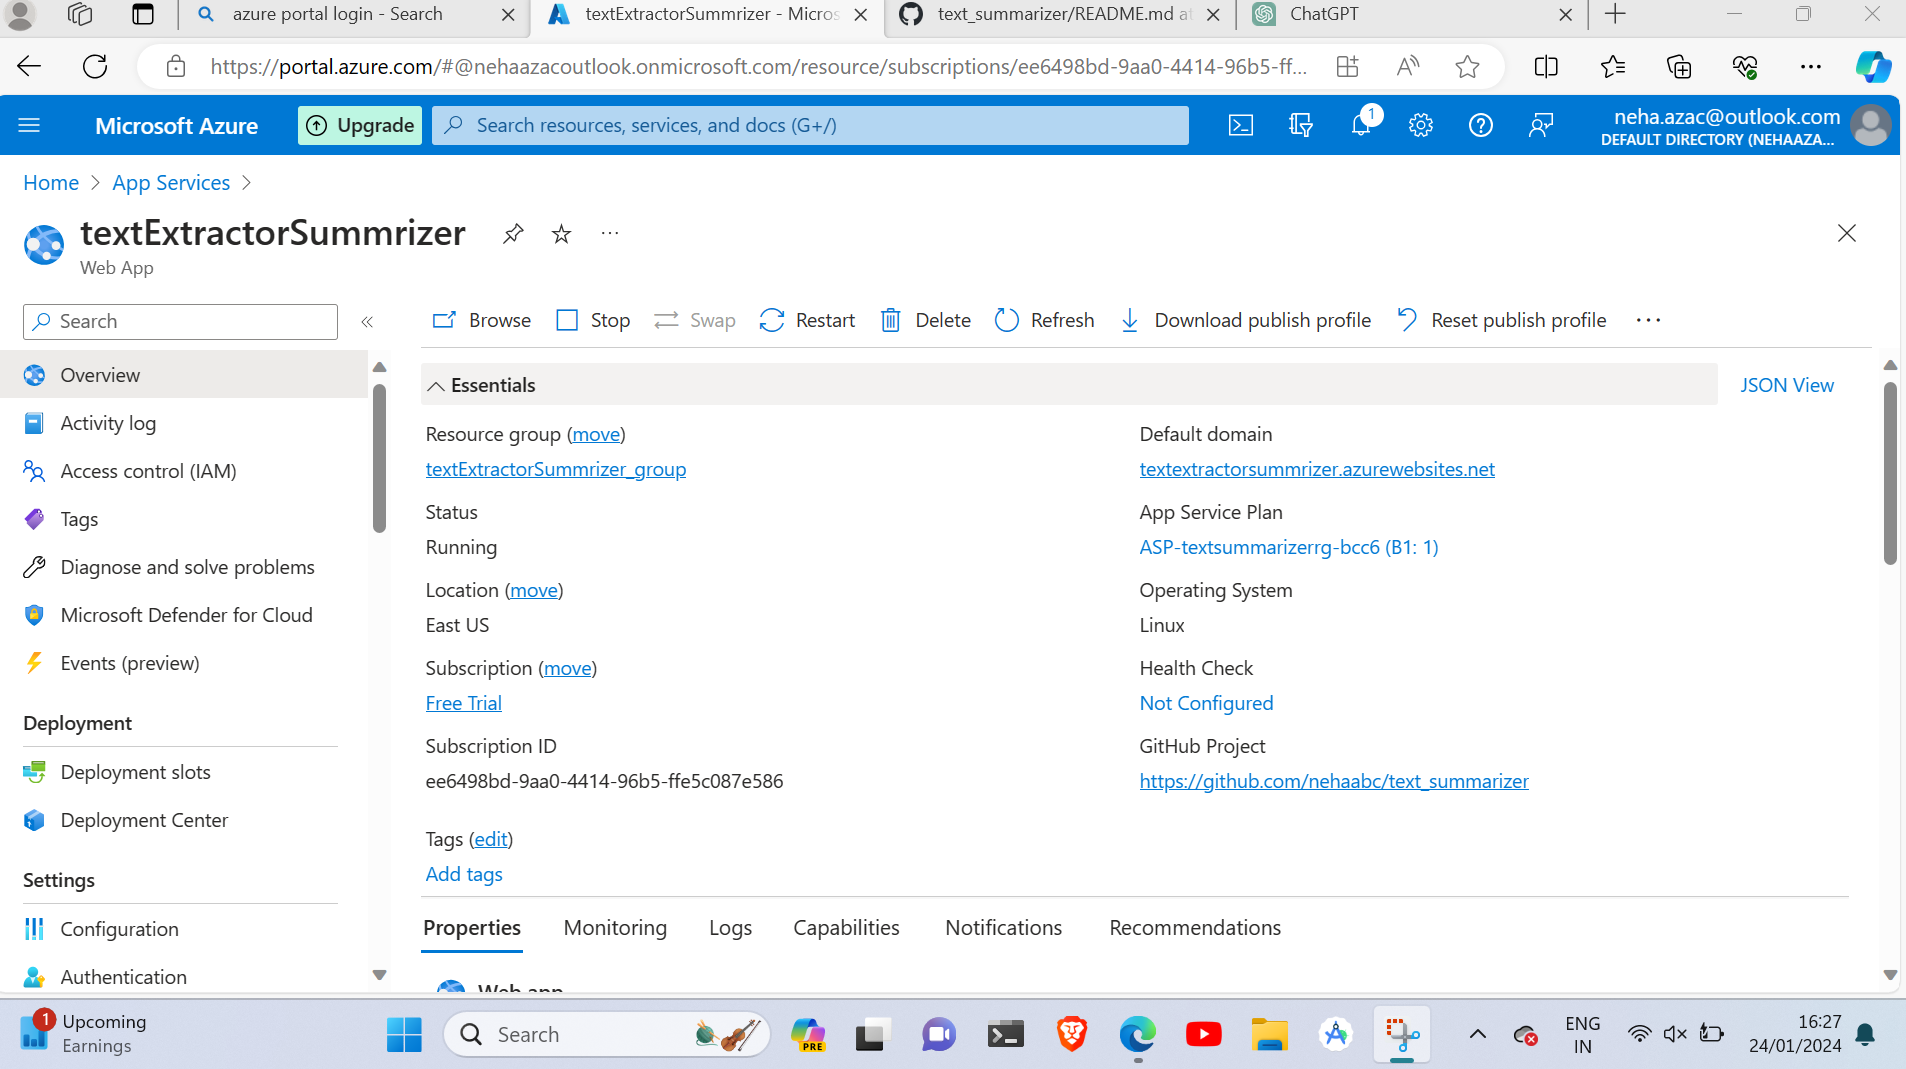 azure portal login - Search
textExtractorSummrizer - Micros
text_summarizer/README.md at
ChatGPT
https://portal.azure.com/#@nehaazacoutlook.onmicrosoft.com/resource/subscriptions/ee6498bd-9aa0-4414-96b5-ff...
Microsoft Azure
Upgrade
Search resources, services, and docs (G+/)
1
neha.azac@outlook.com
DEFAULT DIRECTORY (NEHAAZA...
Home > App Services >
textExtractorSummrizer
Web App
Search
Browse Stop Swap Restart Delete Refresh Download publish profile Reset publish profile
Overview
Activity log
Access control (IAM)
Tags
Diagnose and solve problems
Microsoft Defender for Cloud
Events (preview)
Deployment
Deployment slots
Deployment Center
Settings
Configuration
Authentication
Essentials
JSON View
Resource group (move)
textExtractorSummrizer_group
Status
Running
Location (move)
East US
Subscription (move)
Free Trial
Subscription ID
ee6498bd-9aa0-4414-96b5-ffe5c087e586
Tags (edit)
Add tags
Default domain
textextractorsummrizer.azurewebsites.net
App Service Plan
ASP-textsummarizerrg-bcc6 (B1: 1)
Operating System
Linux
Health Check
Not Configured
GitHub Project
https://github.com/nehaabc/text_summarizer
Properties Monitoring Logs Capabilities Notifications Recommendations
Web app
1
Upcoming
Earnings
Search
PRE
ENG
IN
16:27
24/01/2024